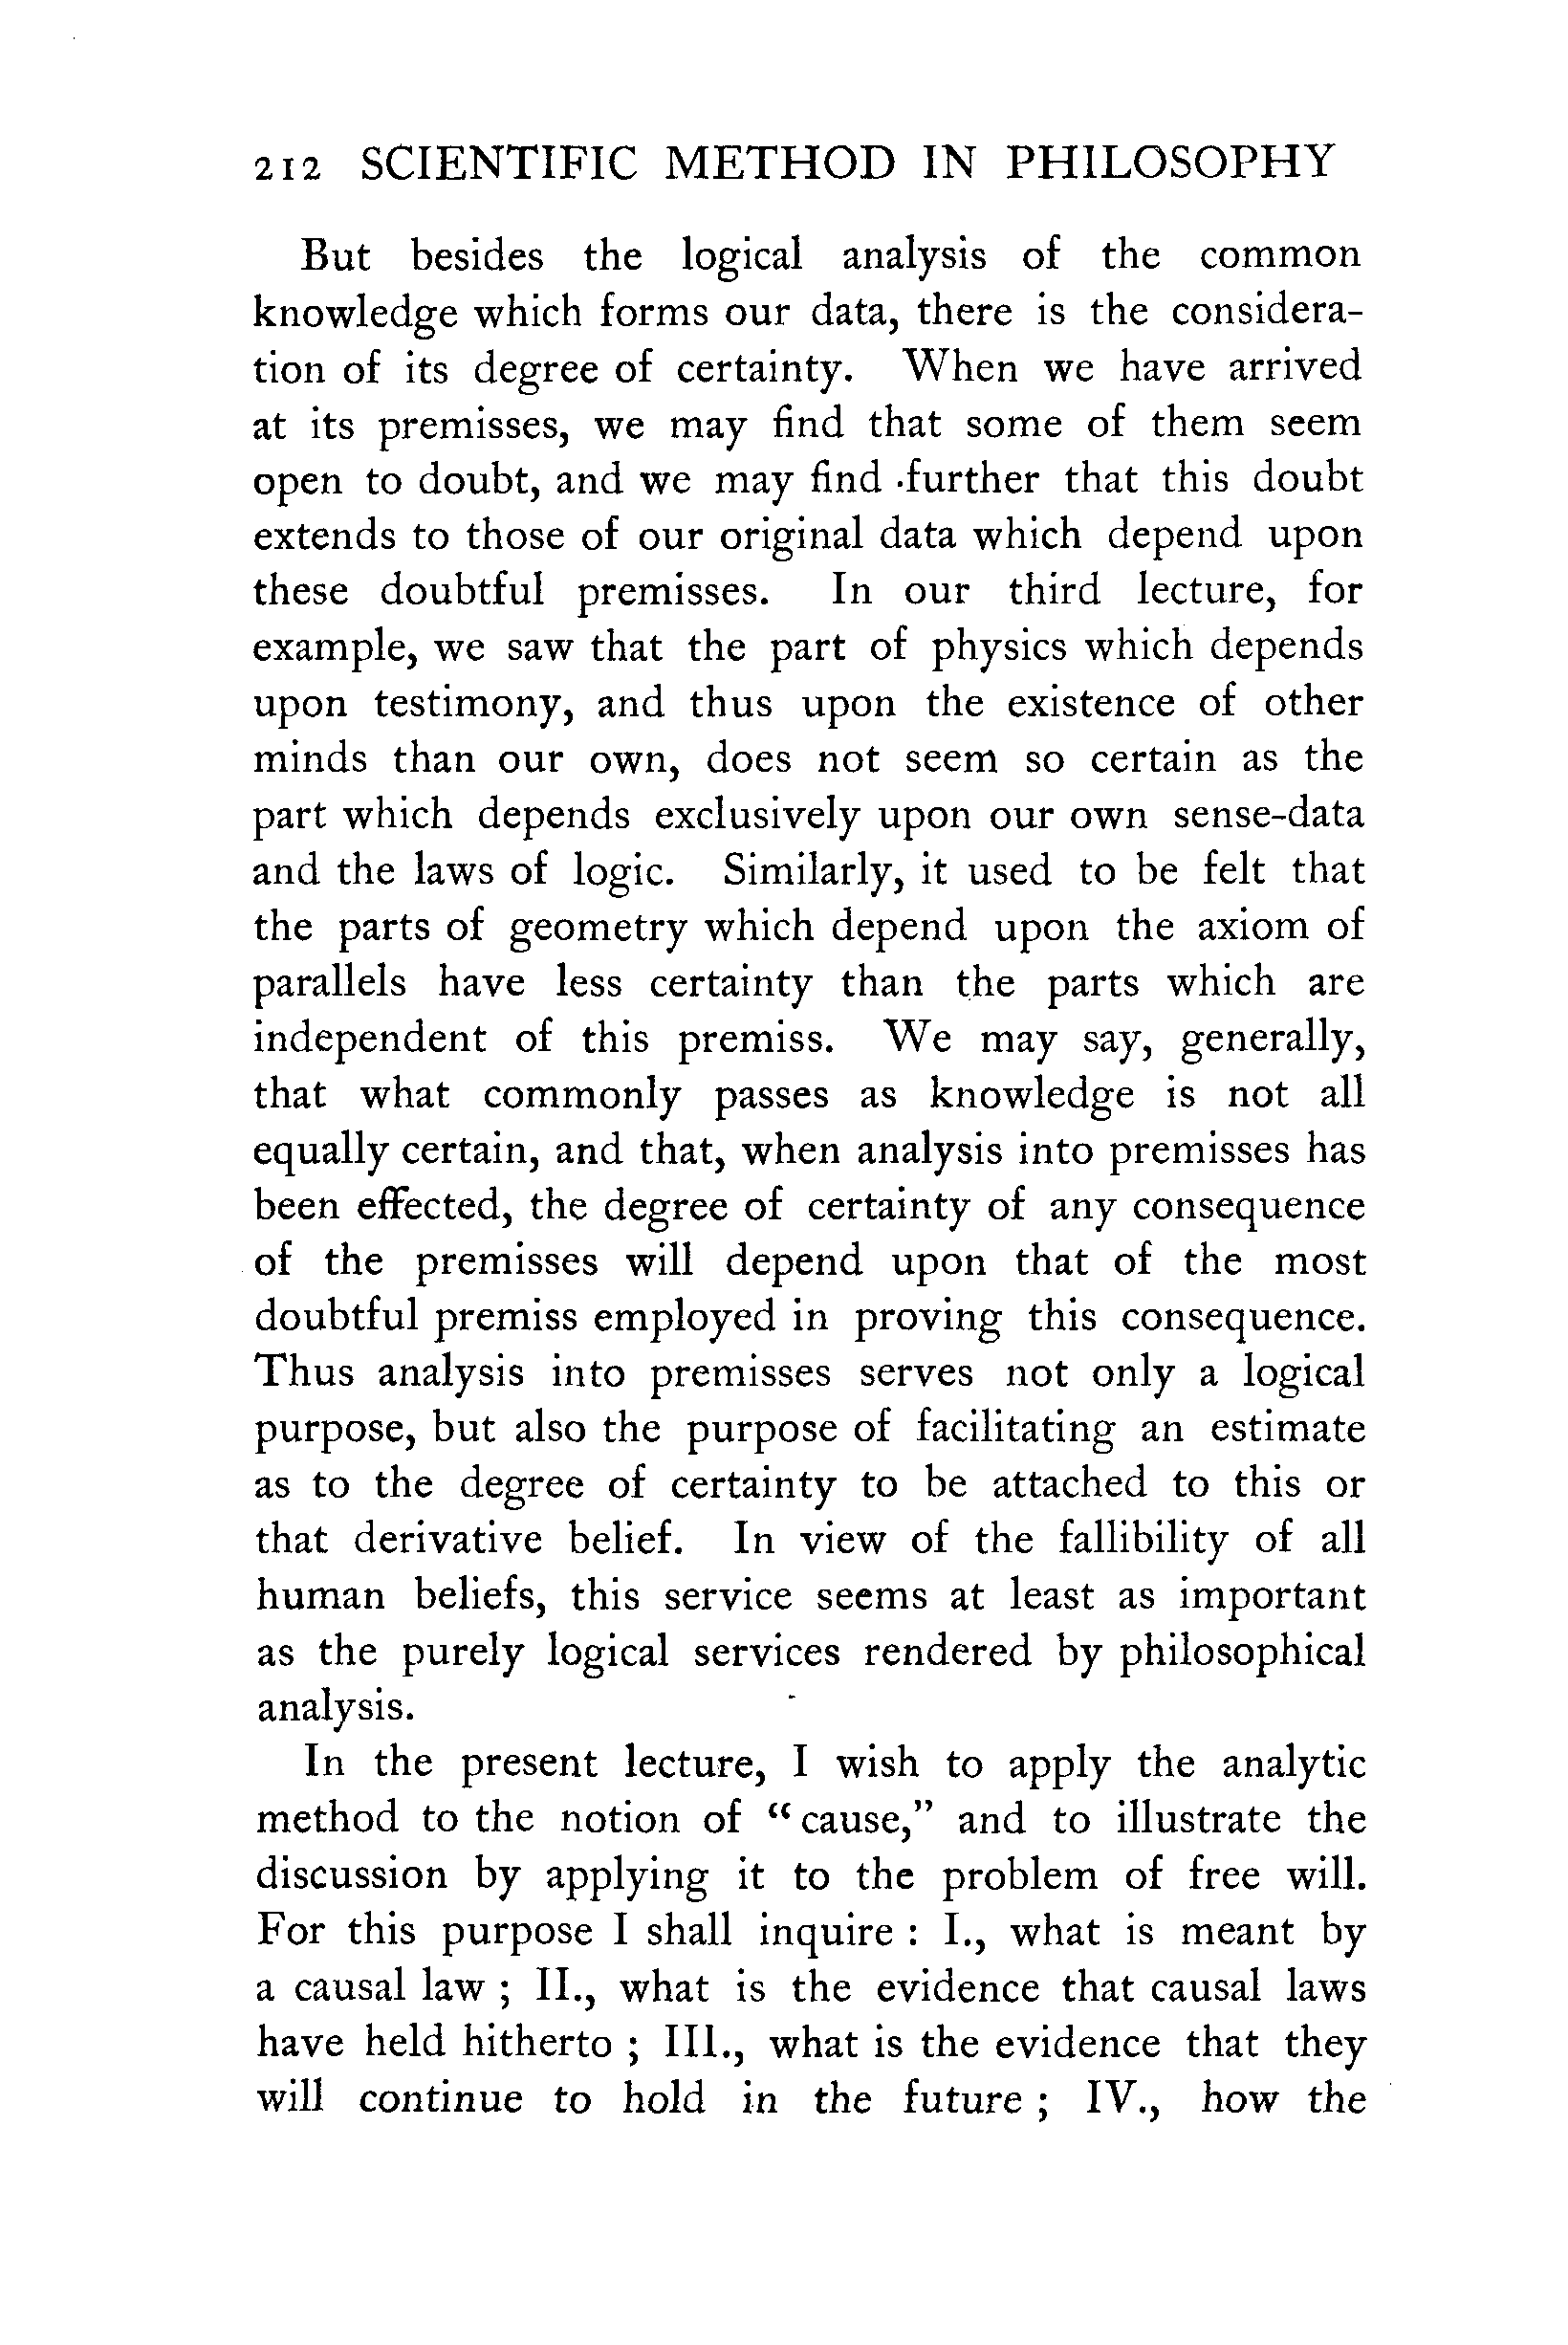 212 SCIENTIFIC METHOD IN PHILOSOPHY
But besides the logical analysis of the common
knowledge which forms our data, there is the considera-
tion of its degree of certainty. When we have arrived
at its premisses, we may find that some of them seem
open to doubt, and we may find further that this doubt
extends to those of our original data which depend upon
these doubtful premisses. In our third lecture, for
example, we saw that the part of physics which depends
upon testimony, and thus upon the existence of other
minds than our own, does not seem so certain as the
part which depends exclusively upon our own sense-data
and the laws of logic. Similarly, it used to be felt that
the parts of geometry which depend upon the axiom of
parallels have less certainty than the parts which are
independent of this premiss. We may say, generally,
that what commonly passes as knowledge is not all
equally certain, and that, when analysis into premisses has
been effected, the degree of certainty of any consequence
of the premisses will depend upon that of the most
doubtful premiss employed in proving this consequence.
Thus analysis into premisses serves not only a logical
purpose, but also the purpose of facilitating an estimate
as to the degree of certainty to be attached to this or
that derivative belief. In view of the fallibility of all
human beliefs, this service seems at least as important
as the purely logical services rendered by philosophical
analysis.
In the present lecture, I wish to apply the analytic
method to the notion of “cause,” and to illustrate the
discussion by applying it to the problem of free will.
For this purpose I shall inquire : I., what is meant by
a causal law ; II., what is the evidence that causal laws
have held hitherto ; III., what is the evidence that they
will continue to hold in the future ; IV., how the